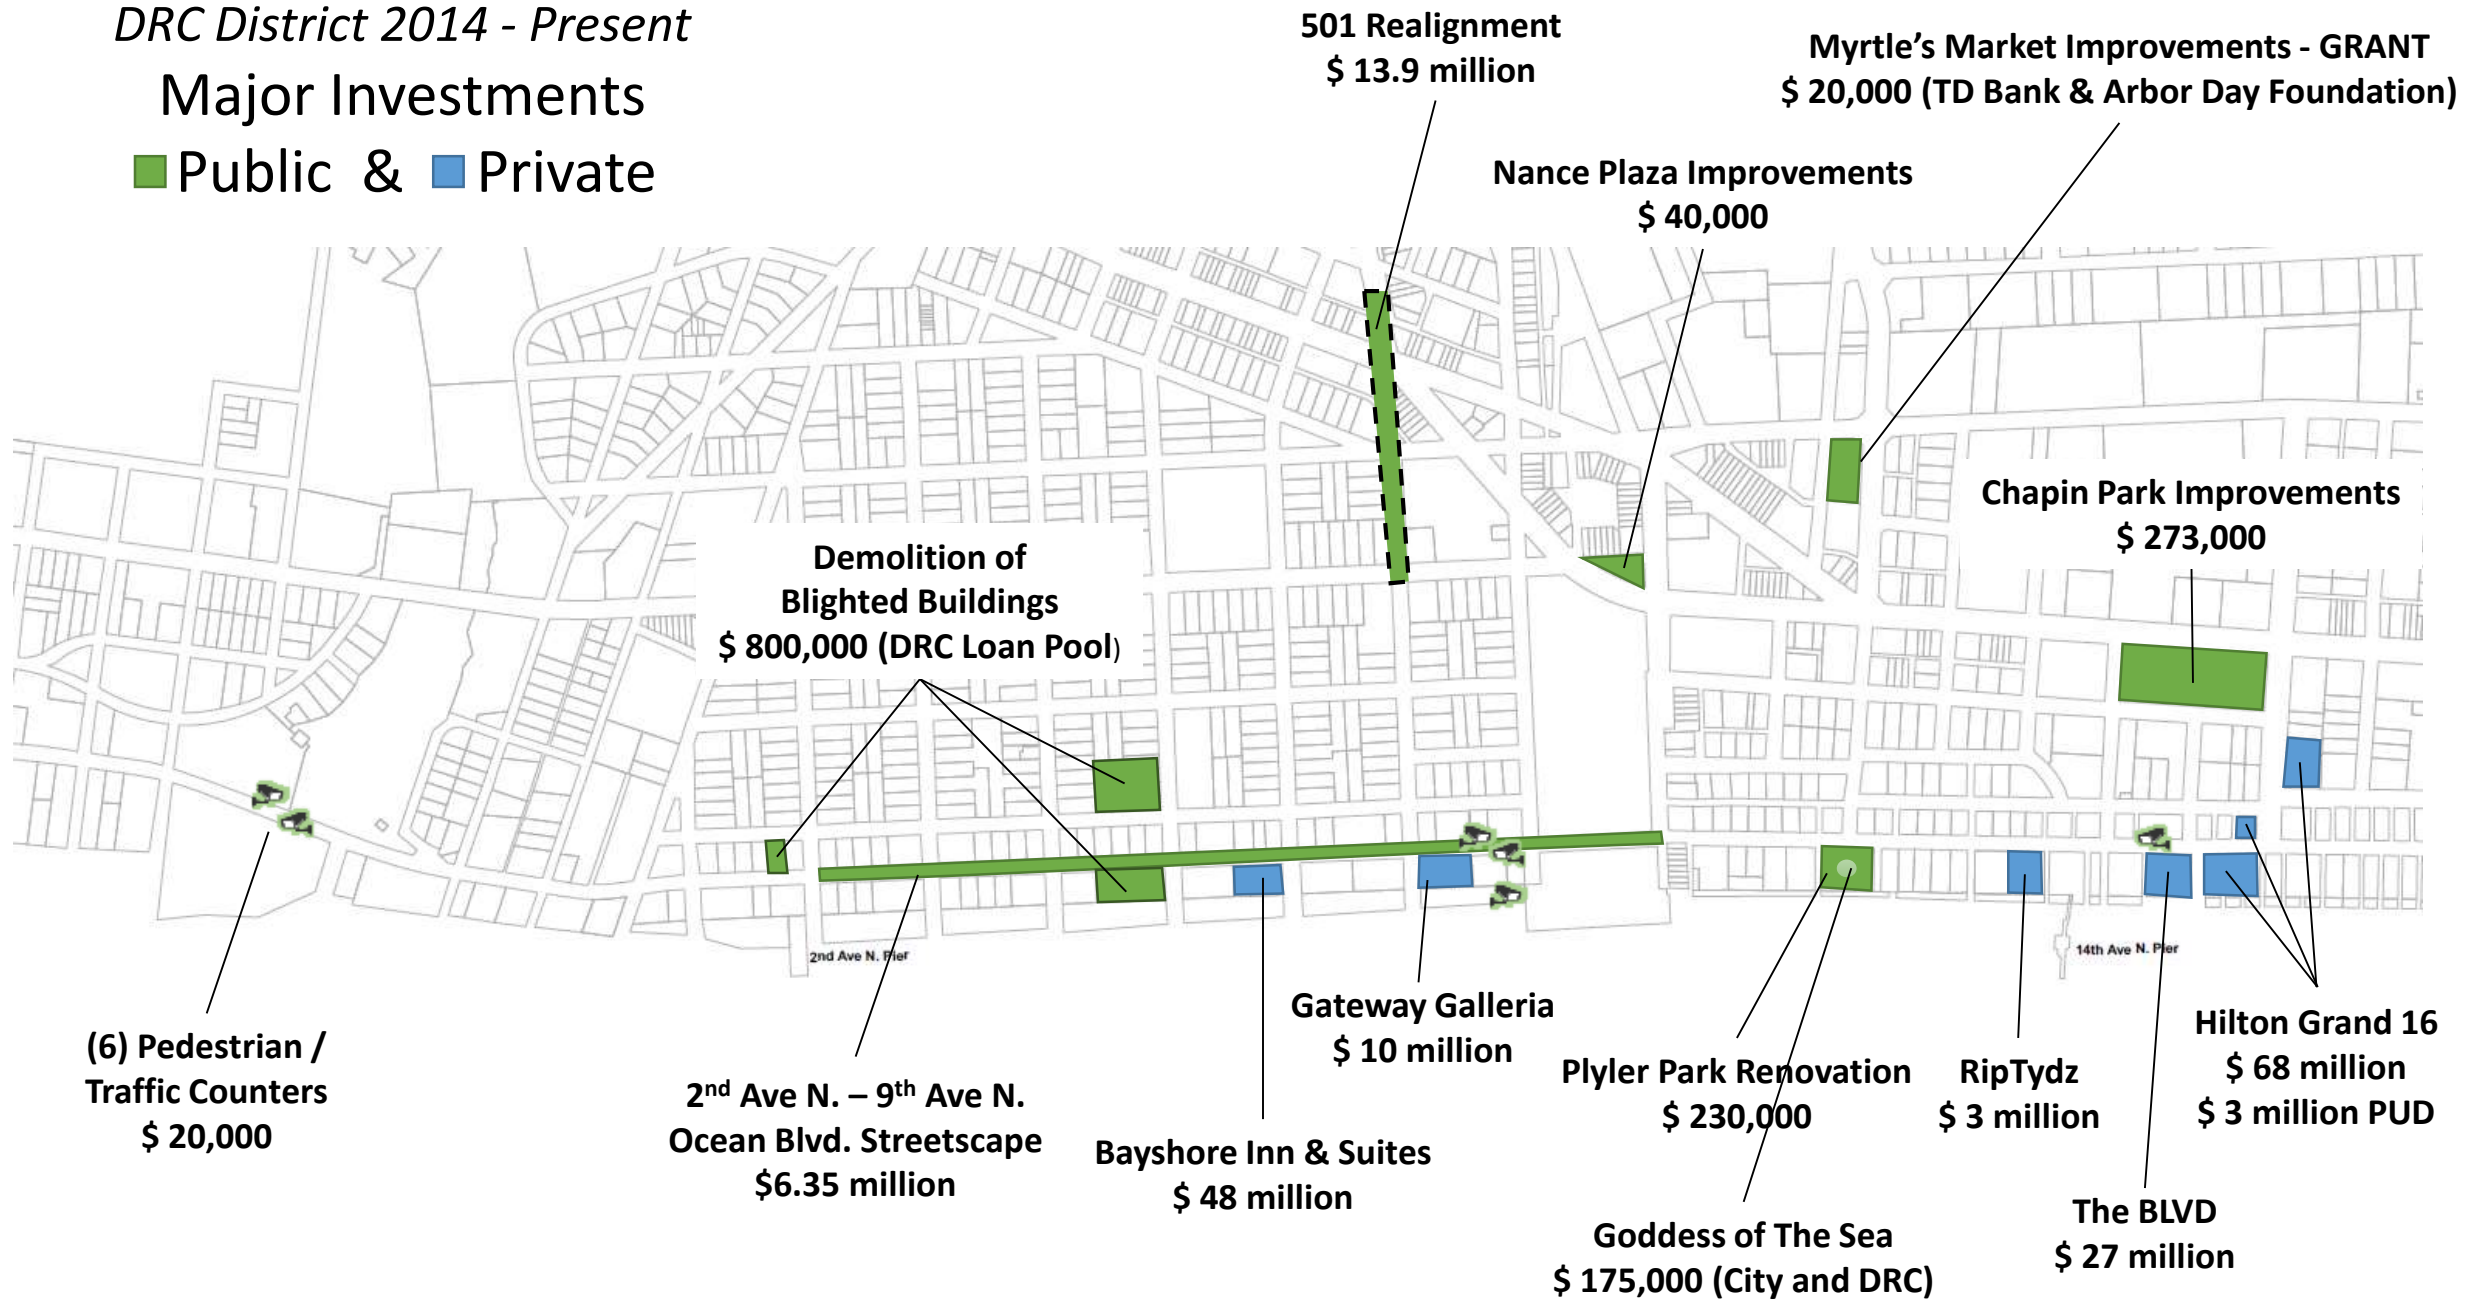 DRC District 2014 - Present
Major Investments
Public & Private
501 Realignment
$ 13.9 million
Myrtle’s Market Improvements - GRANT
$ 20,000 (TD Bank & Arbor Day Foundation)
Nance Plaza Improvements
$ 40,000
Chapin Park Improvements
$ 273,000
Demolition of
Blighted Buildings
$ 800,000 (DRC Loan Pool)
2nd Ave N. Pier
14th Ave N. Pier
(6) Pedestrian /
Traffic Counters
$ 20,000
2nd Ave N. – 9th Ave N.
Ocean Blvd. Streetscape
$6.35 million
Bayshore Inn & Suites
$ 48 million
Gateway Galleria
$ 10 million
Plyler Park Renovation
$ 230,000
Goddess of The Sea
$ 175,000 (City and DRC)
RipTydz
$ 3 million
The BLVD
$ 27 million
Hilton Grand 16
$ 68 million
$ 3 million PUD